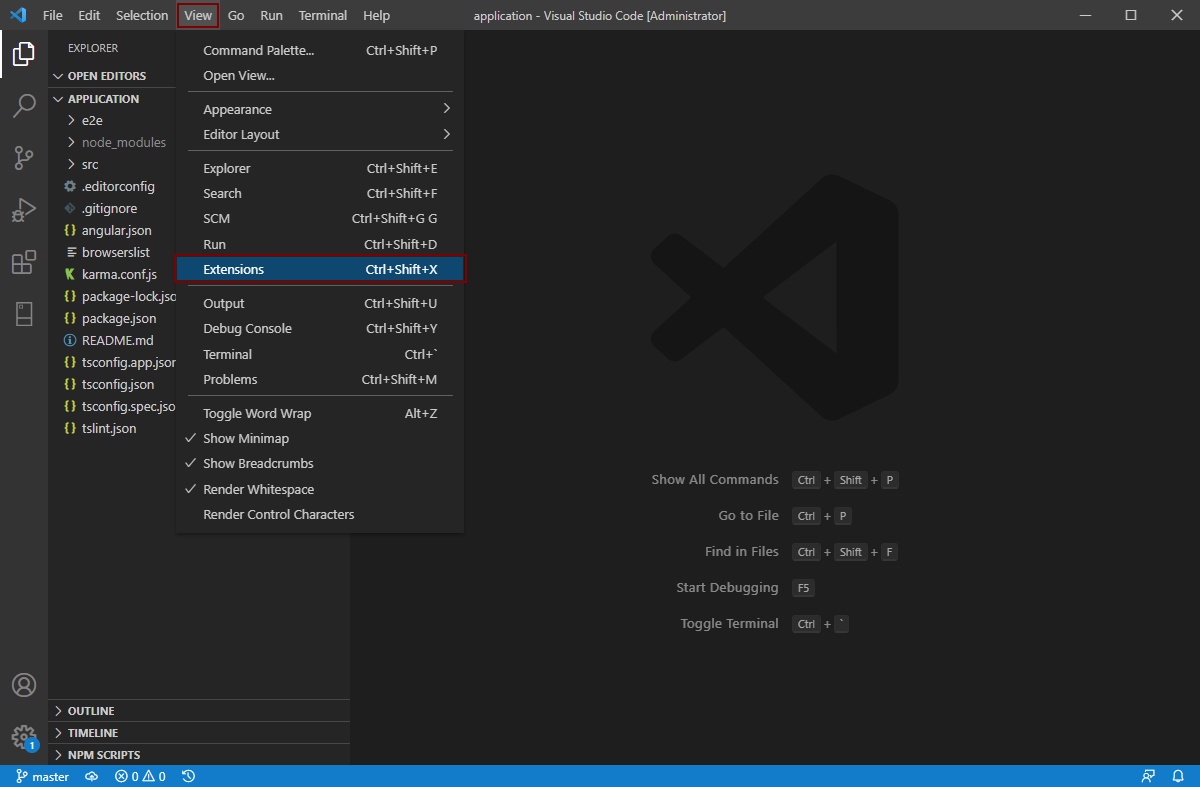 File Edit Selection View Go Run Terminal Help application - Visual Studio Code [Administrator]
EXPLORER
OPEN EDITORS
APPLICATION
e2e
node_modules
src
.editorconfig
.gitignore
angular.json
browserslist
karma.conf.js
package-lock.jso
package.json
README.md
tsconfig.app.json
tsconfig.json
tsconfig.spec.jso
tslint.json
OUTLINE
TIMELINE
NPM SCRIPTS
Command Palette... Ctrl+Shift+P
Open View...
Appearance
Editor Layout
Explorer Ctrl+Shift+E
Search Ctrl+Shift+F
SCM Ctrl+Shift+G G
Run Ctrl+Shift+D
Extensions Ctrl+Shift+X
Output Ctrl+Shift+U
Debug Console Ctrl+Shift+Y
Terminal Ctrl+`
Problems Ctrl+Shift+M
Toggle Word Wrap Alt+Z
Show Minimap
Show Breadcrumbs
Render Whitespace
Render Control Characters
Show All Commands Ctrl + Shift + P
Go to File Ctrl + P
Find in Files Ctrl + Shift + F
Start Debugging F5
Toggle Terminal Ctrl + `
1
master 0 0